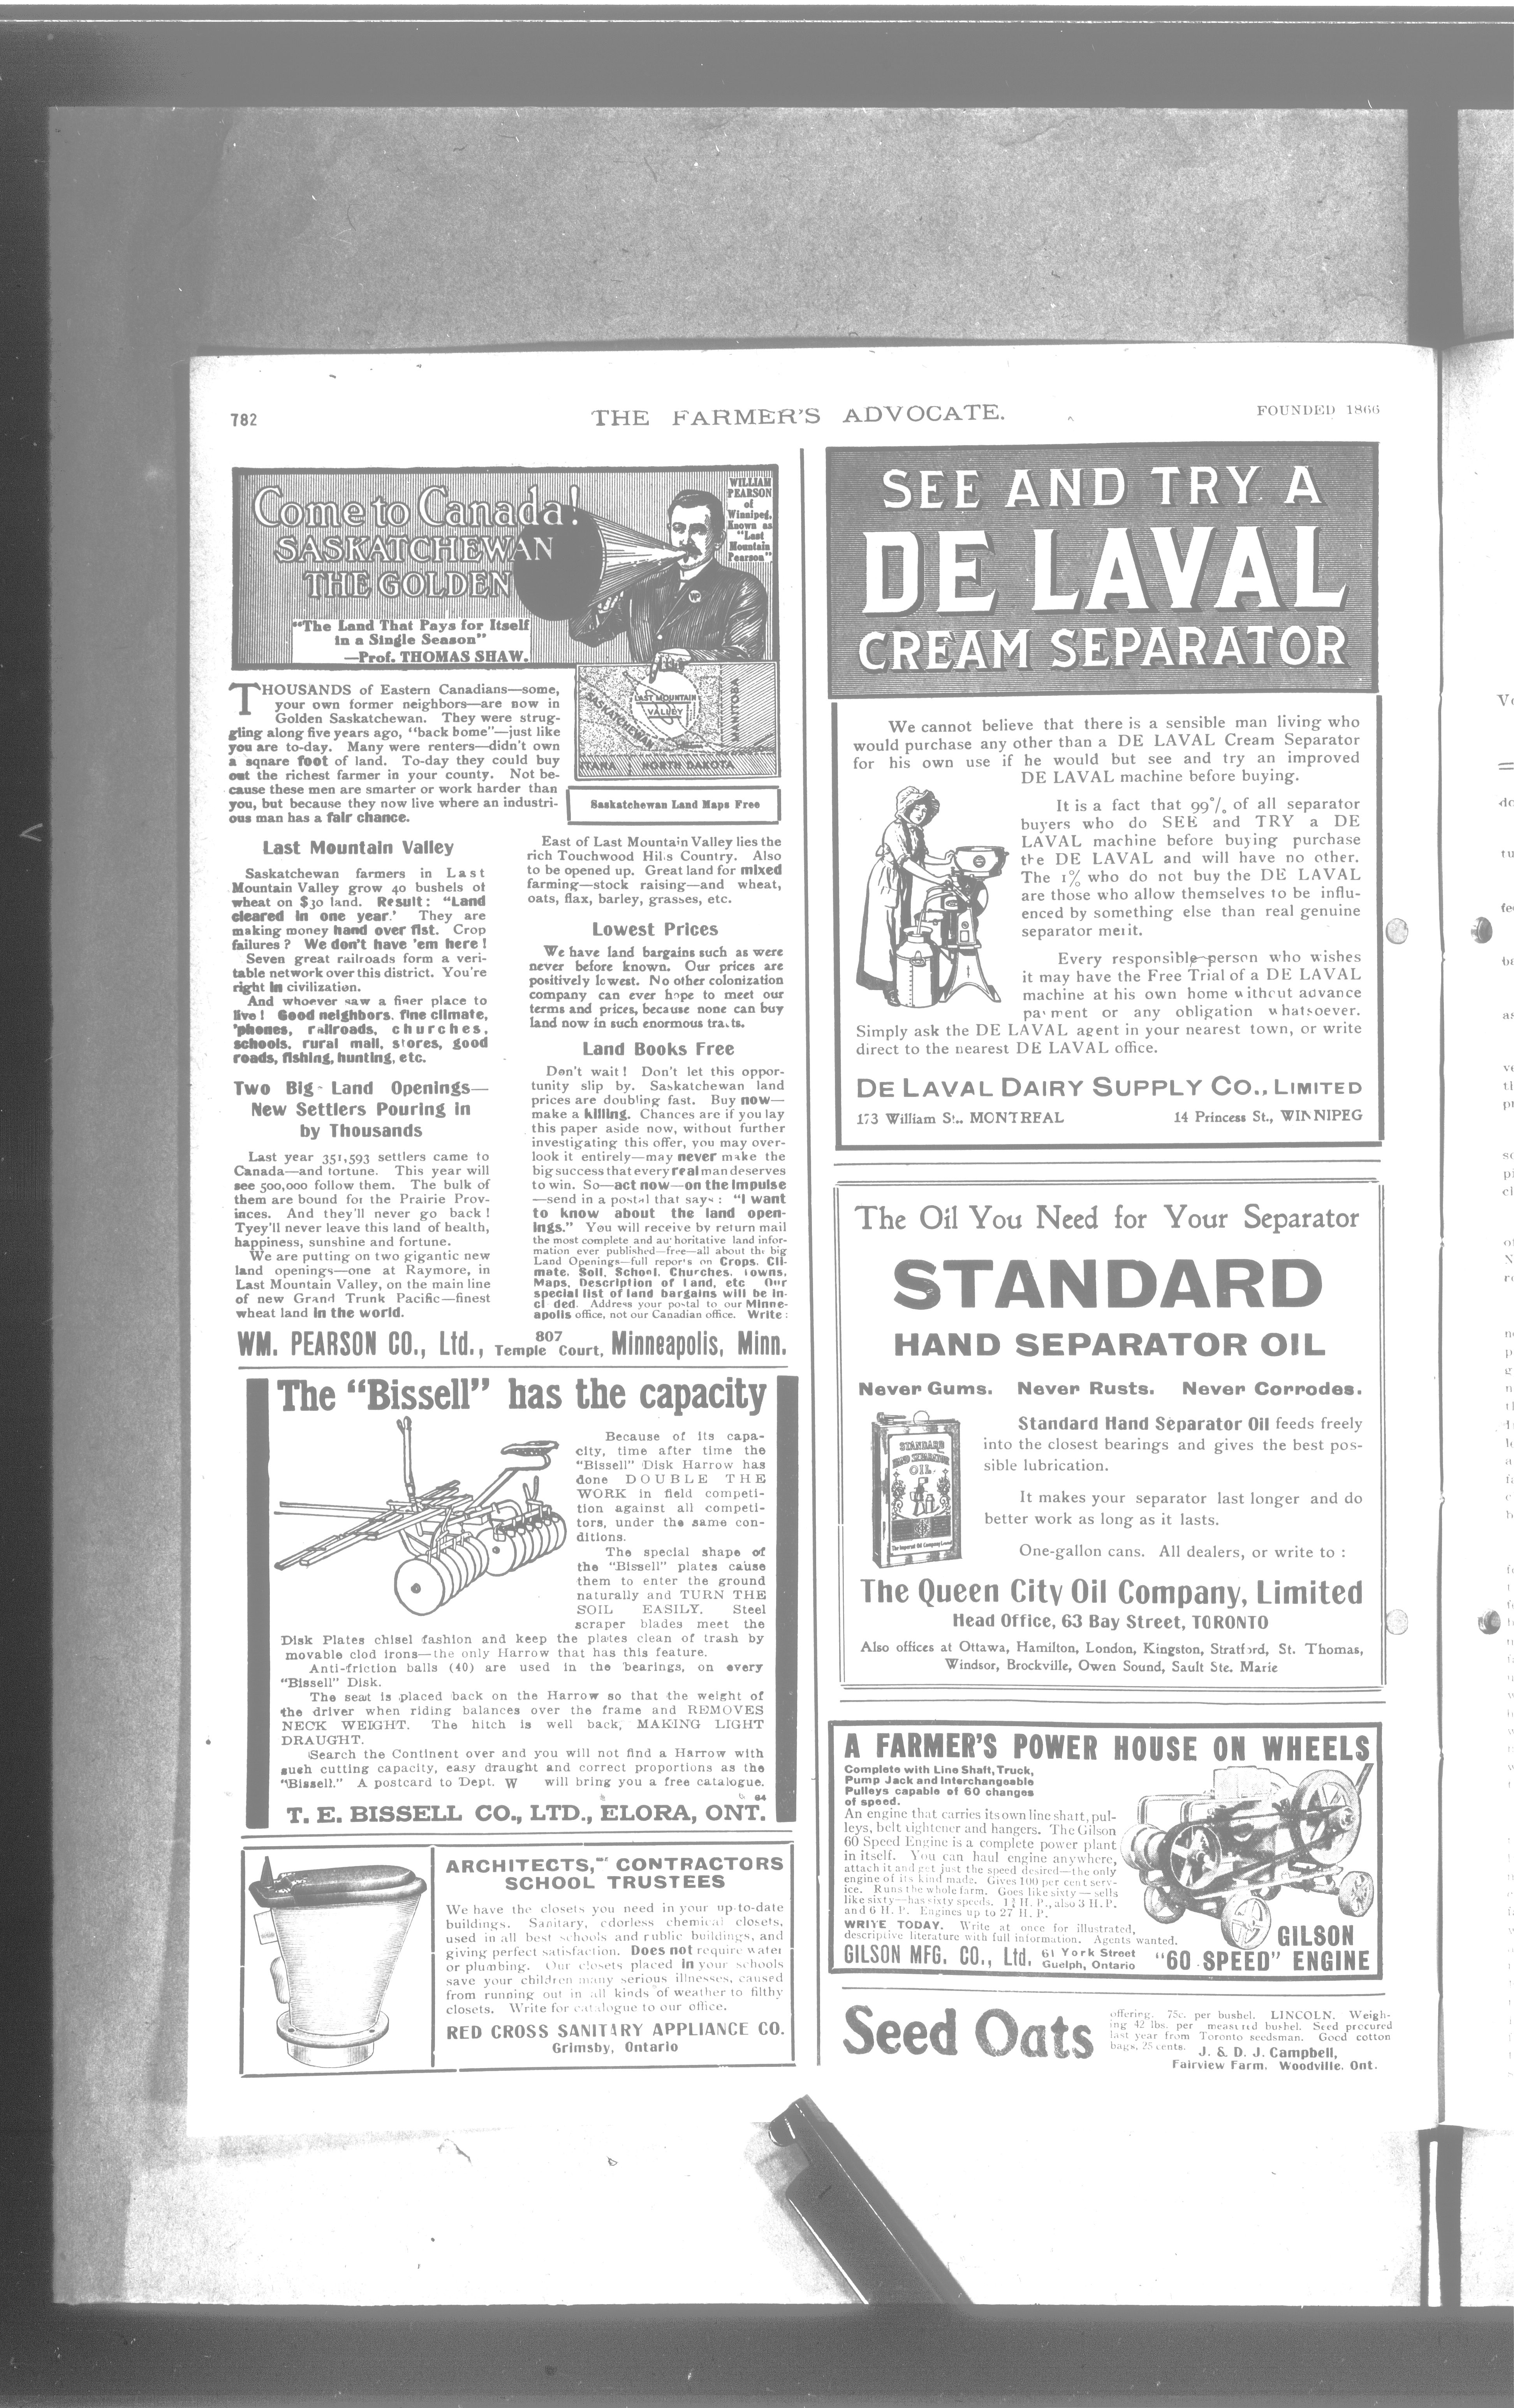 782
THE FARMER'S ADVOCATE.
FOUNDED 1866
Come to Canada!
SASKATCHEWAN
THE GOLDEN
"The Land That Pays for Itself
in a Single Season"
—Prof. THOMAS SHAW.
WILLIAM
PEARSON
of
Winnipeg,
Known as
"Last
Mountain
Pearson"
WP
LAST MOUNTAIN
VALLEY
SASKATCHEWAN
MANITOBA
NORTH DAKOTA
Saskatchewan Land Maps Free
THOUSANDS of Eastern Canadians—some,
your own former neighbors—are now in
Golden Saskatchewan. They were strug-
gling along five years ago, "back home"—just like
you are to-day. Many were renters—didn't own
a square foot of land. To-day they could buy
out the richest farmer in your county. Not be-
cause these men are smarter or work harder than
you, but because they now live where an industri-
ous man has a fair chance.
Last Mountain Valley
Saskatchewan farmers in Last
Mountain Valley grow 40 bushels of
wheat on $30 land. Result: "Land
cleared in one year.' They are
making money hand over fist. Crop
failures? We don't have 'em here!
Seven great railroads form a veri-
table network over this district. You're
right in civilization.
And whoever saw a finer place to
live! Good neighbors, fine climate,
'phones, railroads, churches,
schools, rural mail, stores, good
roads, fishing, hunting, etc.
Two Big Land Openings—
New Settlers Pouring in
by Thousands
Last year 351,593 settlers came to
Canada—and fortune. This year will
see 500,000 follow them. The bulk of
them are bound for the Prairie Prov-
inces. And they'll never go back!
Tyey'll never leave this land of health,
happiness, sunshine and fortune.
We are putting on two gigantic new
land openings—one at Raymore, in
Last Mountain Valley, on the main line
of new Grand Trunk Pacific—finest
wheat land in the world.
East of Last Mountain Valley lies the
rich Touchwood Hills Country. Also
to be opened up. Great land for mixed
farming—stock raising—and wheat,
oats, flax, barley, grasses, etc.
Lowest Prices
We have land bargains such as were
never before known. Our prices are
positively lowest. No other colonization
company can ever hope to meet our
terms and prices, because none can buy
land now in such enormous tracts.
Land Books Free
Don't wait! Don't let this oppor-
tunity slip by. Saskatchewan land
prices are doubling fast. Buy now—
make a killing. Chances are if you lay
this paper aside now, without further
investigating this offer, you may over-
look it entirely—may never make the
big success that every real man deserves
to win. So—act now—on the impulse
—send in a postal that says: "I want
to know about the land open-
ings." You will receive by return mail
the most complete and authoritative land infor-
mation ever published—free—all about the big
Land Openings—full reports on Crops, Cli-
mate, Soil, School, Churches, Towns,
Maps, Description of Land, etc Our
special list of land bargains will be in-
cluded. Address your postal to our Minne-
apolis office, not our Canadian office. Write:
WM. PEARSON CO., Ltd., 807 Temple Court, Minneapolis, Minn.
The "Bissell" has the capacity
Because of its capa-
city, time after time the
"Bissell" Disk Harrow has
done DOUBLE THE
WORK in field competi-
tion against all competi-
tors, under the same con-
ditions.
The special shape of
the "Bissell" plates cause
them to enter the ground
naturally and TURN THE
SOIL EASILY. Steel
scraper blades meet the
Disk Plates chisel fashion and keep the plates clean of trash by
movable clod irons—the only Harrow that has this feature.
Anti-friction balls (40) are used in the bearings, on every
"Bissell" Disk.
The seat is placed back on the Harrow so that the weight of
the driver when riding balances over the frame and REMOVES
NECK WEIGHT. The hitch is well back, MAKING LIGHT
DRAUGHT.
Search the Continent over and you will not find a Harrow with
such cutting capacity, easy draught and correct proportions as the
"Bissell." A postcard to Dept. W will bring you a free catalogue.
64
T. E. BISSELL CO., LTD., ELORA, ONT.
ARCHITECTS, CONTRACTORS
SCHOOL TRUSTEES
We have the closets you need in your up-to-date
buildings. Sanitary, odorless chemical closets,
used in all best schools and public buildings, and
giving perfect satisfaction. Does not require water
or plumbing. Our closets placed in your schools
save your children many serious illnesses, caused
from running out in all kinds of weather to filthy
closets. Write for catalogue to our office.
RED CROSS SANITARY APPLIANCE CO.
Grimsby, Ontario
SEE AND TRY A
DE LAVAL
CREAM SEPARATOR
We cannot believe that there is a sensible man living who
would purchase any other than a DE LAVAL Cream Separator
for his own use if he would but see and try an improved
DE LAVAL machine before buying.
It is a fact that 99% of all separator
buyers who do SEE and TRY a DE
LAVAL machine before buying purchase
the DE LAVAL and will have no other.
The 1% who do not buy the DE LAVAL
are those who allow themselves to be influ-
enced by something else than real genuine
separator merit.
Every responsible person who wishes
it may have the Free Trial of a DE LAVAL
machine at his own home without advance
payment or any obligation whatsoever.
Simply ask the DE LAVAL agent in your nearest town, or write
direct to the nearest DE LAVAL office.
DE LAVAL DAIRY SUPPLY CO., LIMITED
173 William St., MONTREAL 14 Princess St., WINNIPEG
The Oil You Need for Your Separator
STANDARD
HAND SEPARATOR OIL
Never Gums. Never Rusts. Never Corrodes.
STANDARD
HAND SEPARATOR
OIL
The Imperial Oil Company Limited
Standard Hand Separator Oil feeds freely
into the closest bearings and gives the best pos-
sible lubrication.
It makes your separator last longer and do
better work as long as it lasts.
One-gallon cans. All dealers, or write to:
The Queen City Oil Company, Limited
Head Office, 63 Bay Street, TORONTO
Also offices at Ottawa, Hamilton, London, Kingston, Stratford, St. Thomas,
Windsor, Brockville, Owen Sound, Sault Ste. Marie
A FARMER'S POWER HOUSE ON WHEELS
Complete with Line Shaft, Truck,
Pump Jack and Interchangeable
Pulleys capable of 60 changes
of speed.
An engine that carries its own line shaft, pul-
leys, belt tightener and hangers. The Gilson
60 Speed Engine is a complete power plant
in itself. You can haul engine anywhere,
attach it and get just the speed desired—the only
engine of its kind made. Gives 100 per cent serv-
ice. Runs the whole farm. Goes like sixty—sells
like sixty—has sixty speeds. 1¾ H. P., also 3 H. P.
and 6 H. P. Engines up to 27 H. P.
WRITE TODAY. Write at once for illustrated,
descriptive literature with full information. Agents wanted.
GILSON MFG. CO., Ltd. 61 York Street
Guelph, Ontario
GILSON
"60 SPEED" ENGINE
Seed Oats
offering. 75c. per bushel. LINCOLN. Weigh-
ing 42 lbs. per measured bushel. Seed procured
last year from Toronto seedsman. Good cotton
bags, 25 cents. J. & D. J. Campbell,
Fairview Farm. Woodville. Ont.